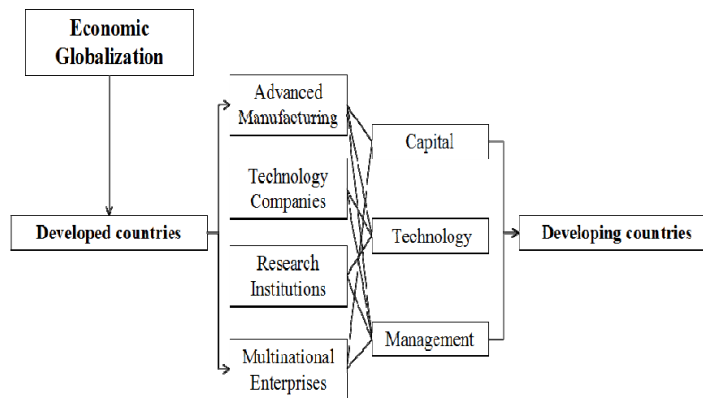 Economic
Globalization
Advanced
Manufacturing
Capital
Technology
Companies
Developed countries
Technology
Developing countries
Research
Institutions
Management
Multinational
Enterprises